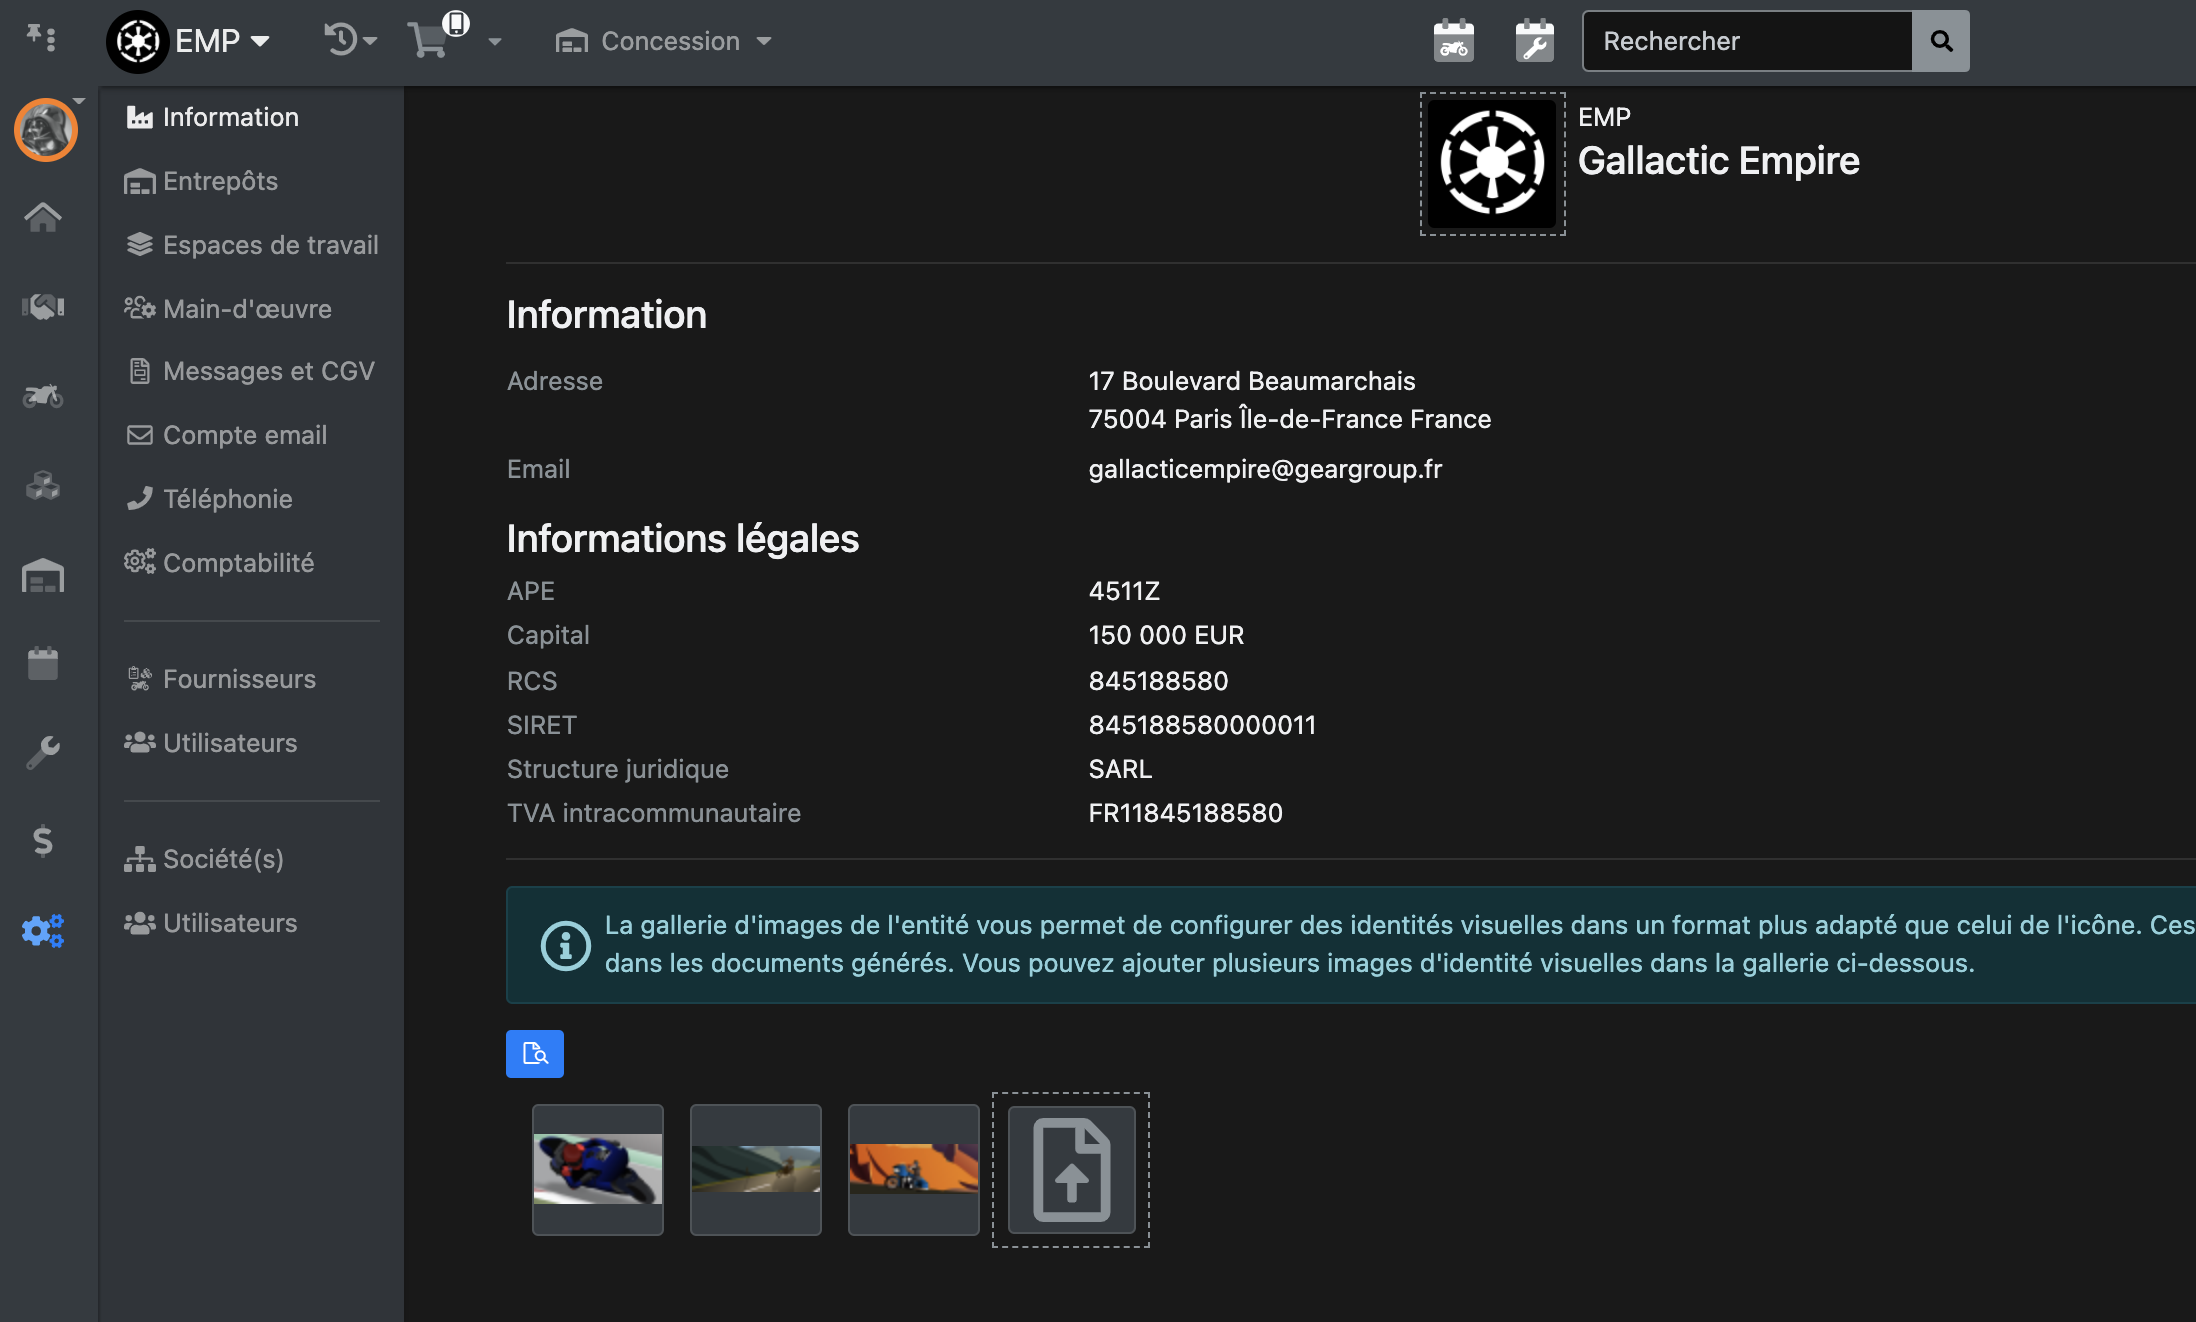 EMP
Concession
Rechercher
Information
Entrepôts
Espaces de travail
Main-d'œuvre
Messages et CGV
Compte email
Téléphonie
Comptabilité
Fournisseurs
Utilisateurs
Société(s)
Utilisateurs
EMP
Gallactic Empire
Information
Adresse
17 Boulevard Beaumarchais
75004 Paris Île-de-France France
Email
gallacticempire@geargroup.fr
Informations légales
APE
4511Z
Capital
150 000 EUR
RCS
845188580
SIRET
845188580000011
Structure juridique
SARL
TVA intracommunautaire
FR11845188580
La gallerie d'images de l'entité vous permet de configurer des identités visuelles dans un format plus adapté que celui de l'icône. Ces
dans les documents générés. Vous pouvez ajouter plusieurs images d'identité visuelles dans la gallerie ci-dessous.